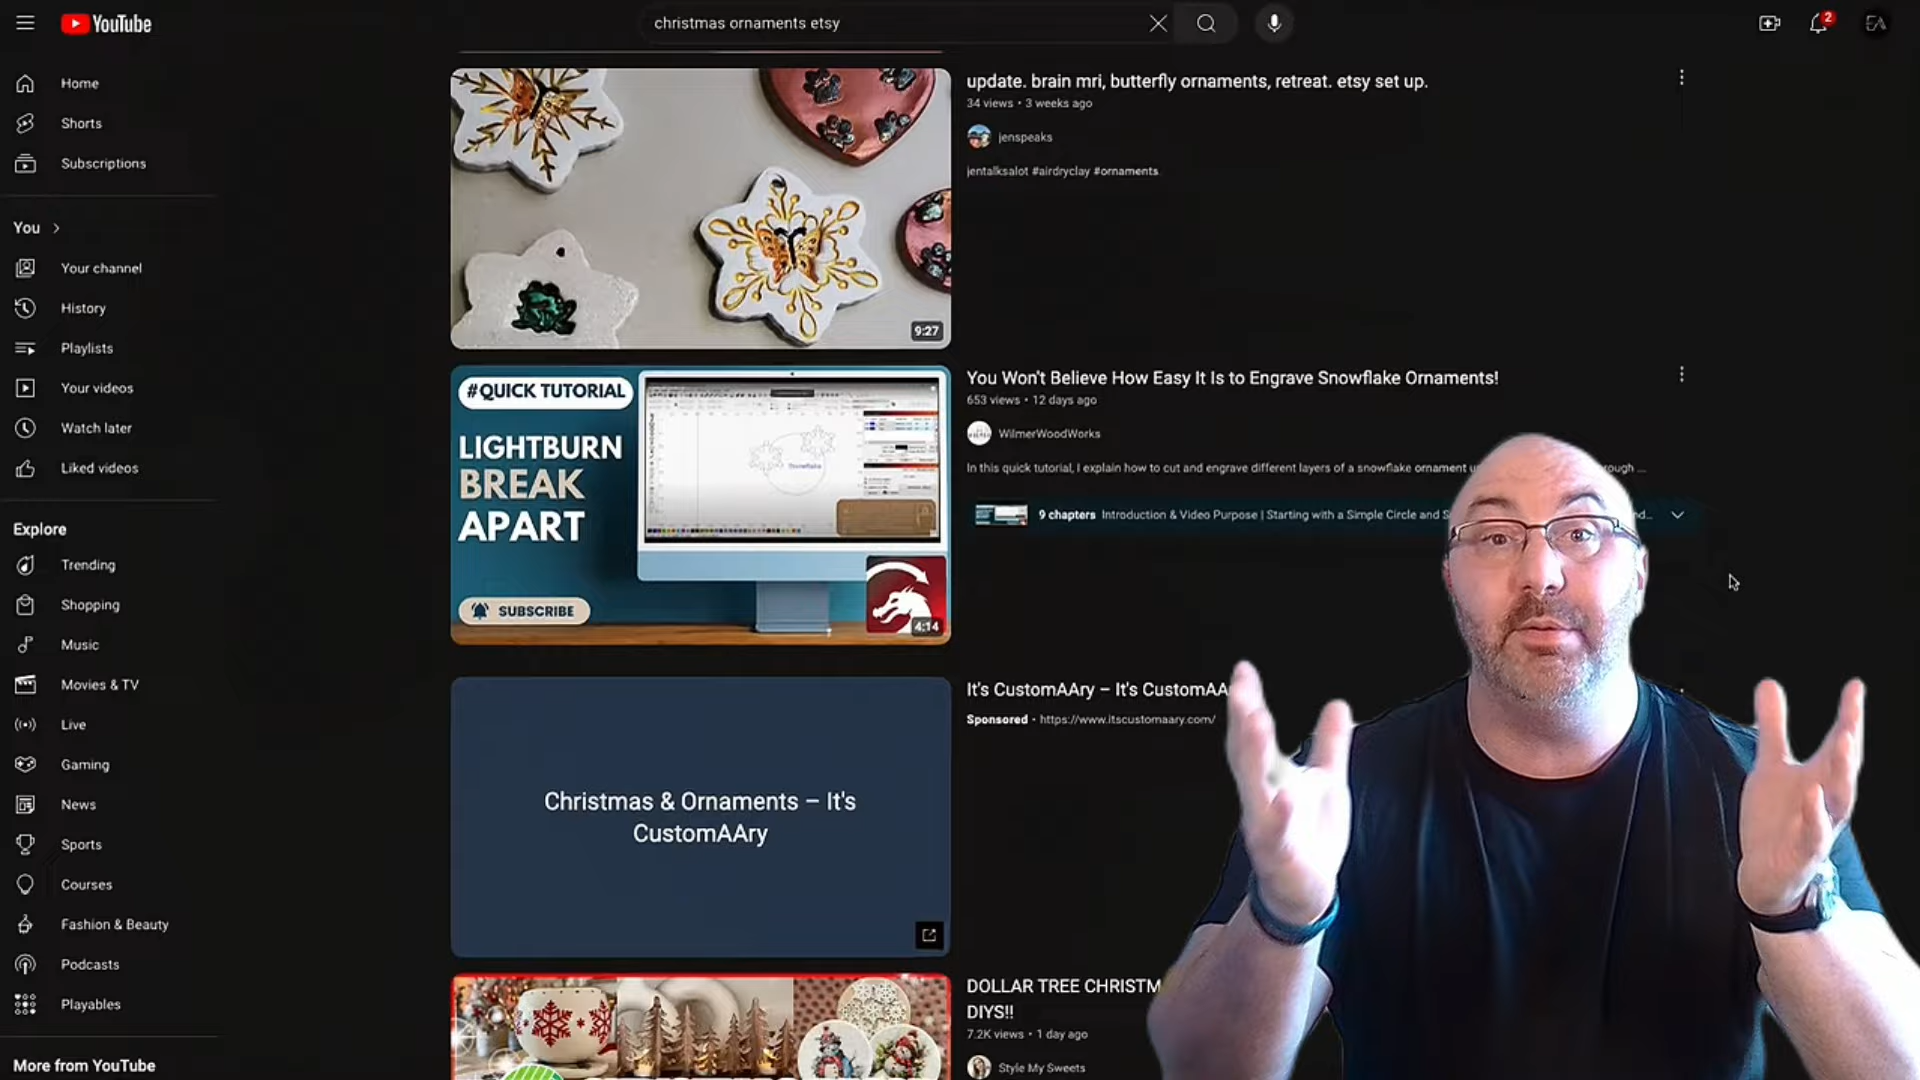 YouTube
christmas ornaments etsy
2
EA
Home
Shorts
Subscriptions
You
Your channel
History
Playlists
Your videos
Watch later
Liked videos
Explore
Trending
Shopping
Music
Movies & TV
Live
Gaming
News
Sports
Courses
Fashion & Beauty
Podcasts
Playables
More from YouTube
9:27
update. brain mri, butterfly ornaments, retreat. etsy set up.
34 views • 3 weeks ago
jenspeaks
jentalksalot #airdryclay #ornaments
#QUICK TUTORIAL
LIGHTBURN
BREAK
APART
SUBSCRIBE
Snowflake
4:14
You Won't Believe How Easy It Is to Engrave Snowflake Ornaments!
653 views • 12 days ago
WilmerWoodWorks
In this quick tutorial, I explain how to cut and engrave different layers of a snowflake ornament
9 chapters Introduction & Video Purpose | Starting with a Simple Circle and
Christmas & Ornaments – It's
CustomAAry
It's CustomAAry – It's CustomAA
Sponsored • https://www.itscustomaary.com/
DOLLAR TREE CHRISTM
DIYS!!
7.2K views • 1 day ago
Style My Sweets